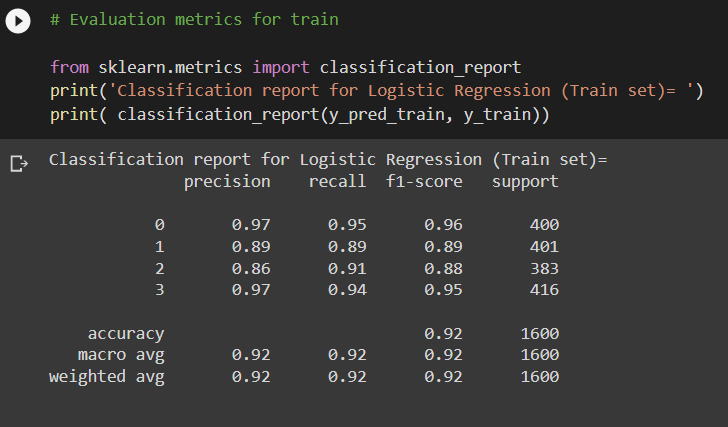 # Evaluation metrics for train
from sklearn.metrics import classification_report
print('Classification report for Logistic Regression (Train set)= ')
print( classification_report(y_pred_train, y_train))
Classification report for Logistic Regression (Train set)=
precision recall f1-score support
0 0.97 0.95 0.96 400
1 0.89 0.89 0.89 401
2 0.86 0.91 0.88 383
3 0.97 0.94 0.95 416
accuracy 0.92 1600
macro avg 0.92 0.92 0.92 1600
weighted avg 0.92 0.92 0.92 1600